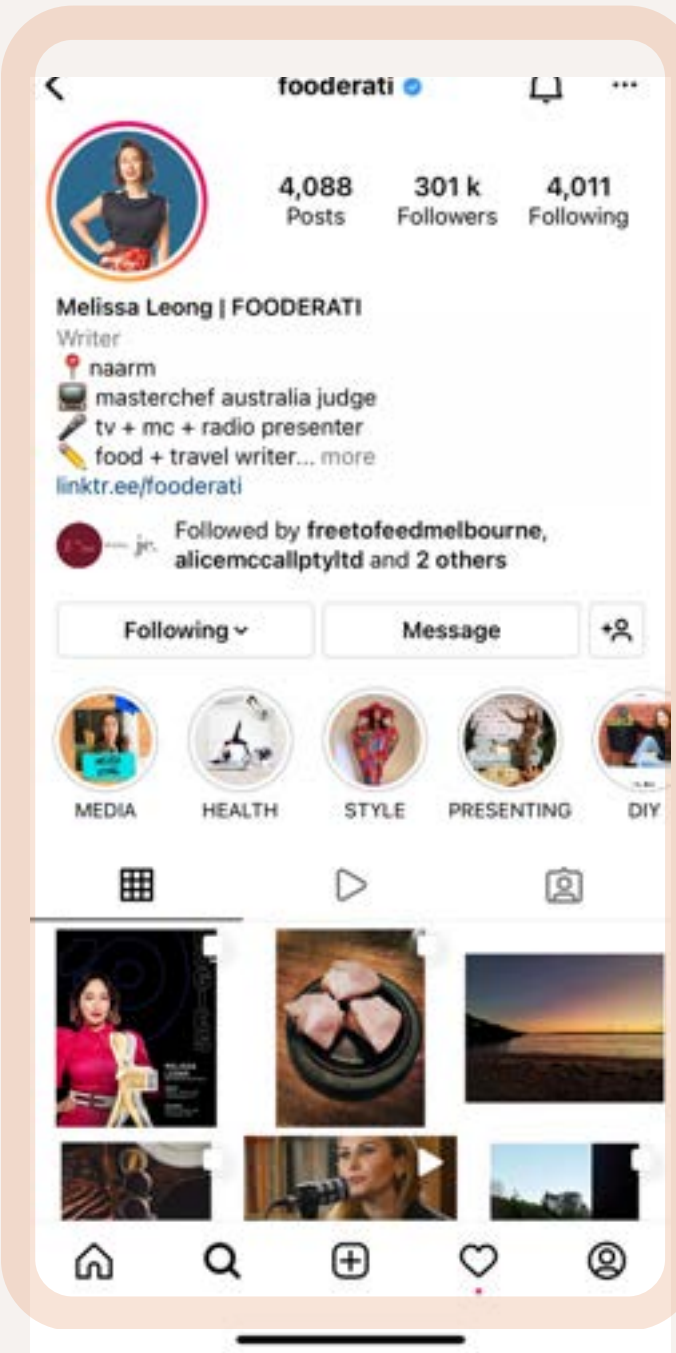 fooderati
4,088 301 k 4,011
Posts Followers Following
Melissa Leong | FOODERATI
Writer
naarm
masterchef australia judge
tv + mc + radio presenter
food + travel writer... more
linktr.ee/fooderati
Followed by freetofeedmelbourne,
alicemccallptyltd and 2 others
Following Message
MEDIA HEALTH STYLE PRESENTING DIY
MELISSA
LEONG